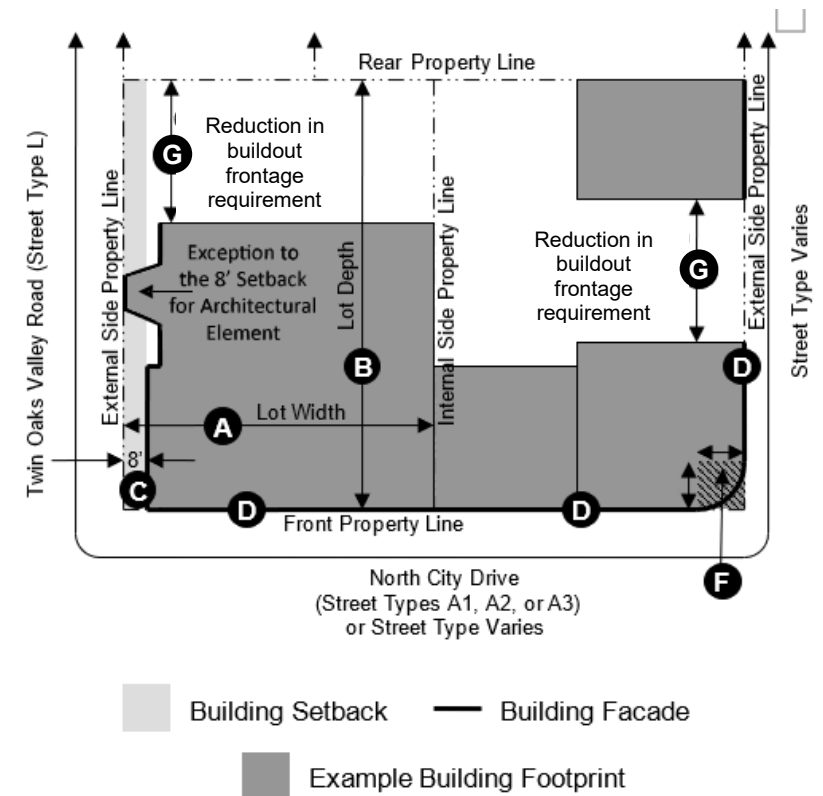 Rear Property Line
Twin Oaks Valley Road (Street Type L)
External Side Property Line
G
Reduction in
buildout
frontage
requirement
Exception to
the 8' Setback
for Architectural
Element
Lot Depth
B
Internal Side Property Line
A
Lot Width
8'
C
D
Front Property Line
Reduction in
buildout
frontage
requirement
G
External Side Property Line
Street Type Varies
D
D
F
North City Drive
(Street Types A1, A2, or A3)
or Street Type Varies
Building Setback
Building Facade
Example Building Footprint